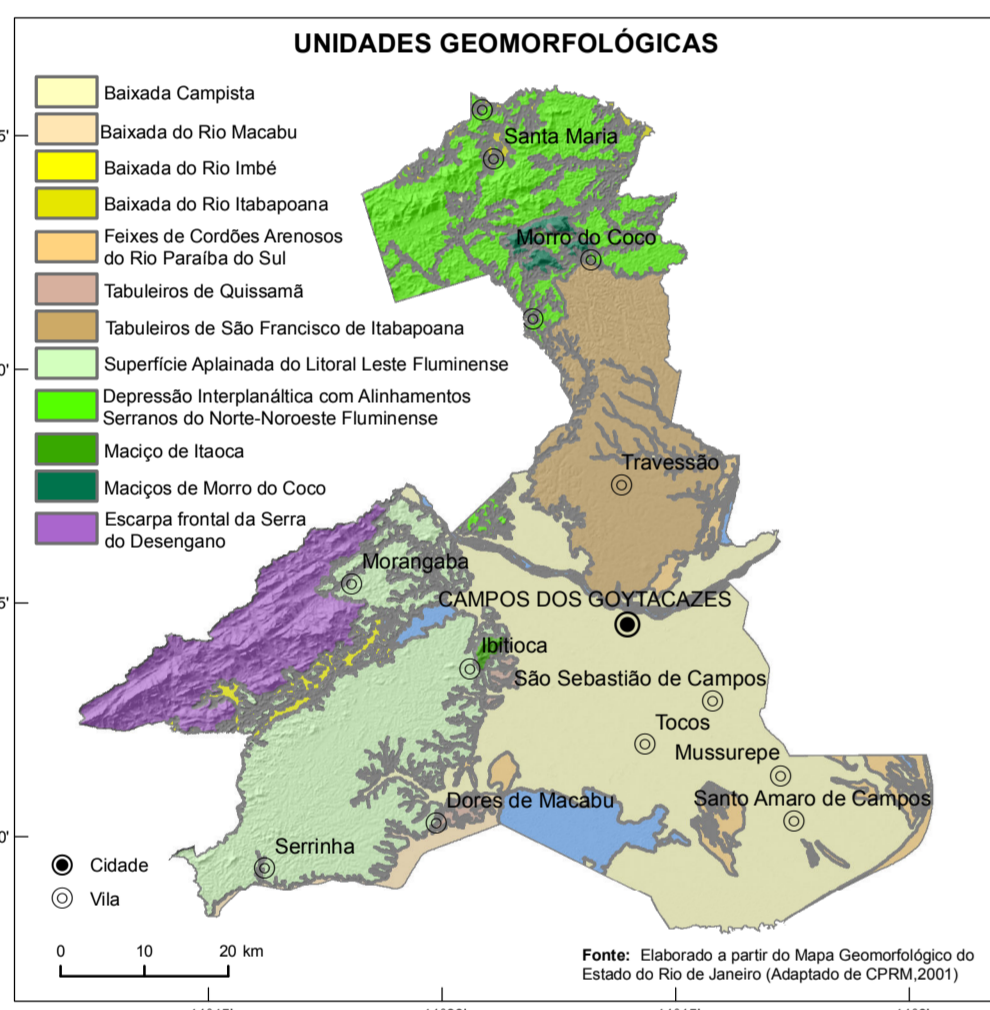 UNIDADES GEOMORFOLÓGICAS
Baixada Campista
Baixada do Rio Macabu
Baixada do Rio Imbé
Baixada do Rio Itabapoana
Feixes de Cordões Arenosos
do Rio Paraíba do Sul
Tabuleiros de Quissamã
Tabuleiros de São Francisco de Itabapoana
Superfície Aplainada do Litoral Leste Fluminense
Depressão Interplanáltica com Alinhamentos
Serranos do Norte-Noroeste Fluminense
Maciço de Itaoca
Maciços de Morro do Coco
Escarpa frontal da Serra
do Desengano
Santa Maria
Morro do Coco
Travessão
Morangaba
CAMPOS DOS GOYTACAZES
Ibitioca
São Sebastião de Campos
Tocos
Mussurepe
Santo Amaro de Campos
Dores de Macabu
Serrinha
Cidade
Vila
0 10 20 km
Fonte: Elaborado a partir do Mapa Geomorfológico do
Estado do Rio de Janeiro (Adaptado de CPRM,2001)
5'
0'
5'
0'